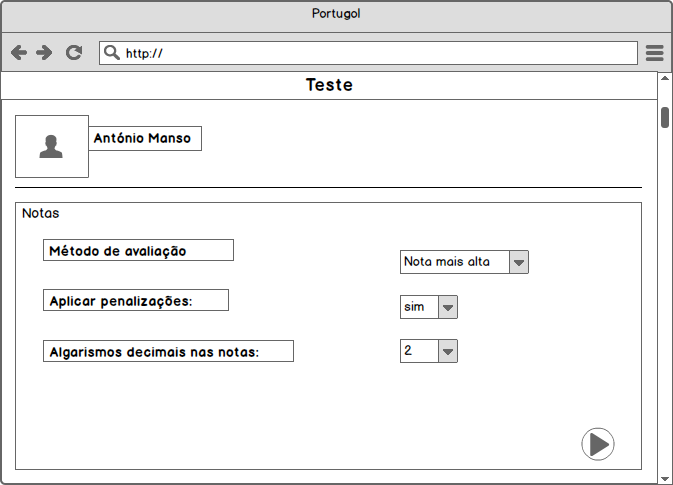 Portugol
http://
Teste
António Manso
Notas
Método de avaliação
Nota mais alta
Aplicar penalizações:
sim
Algarismos decimais nas notas:
2